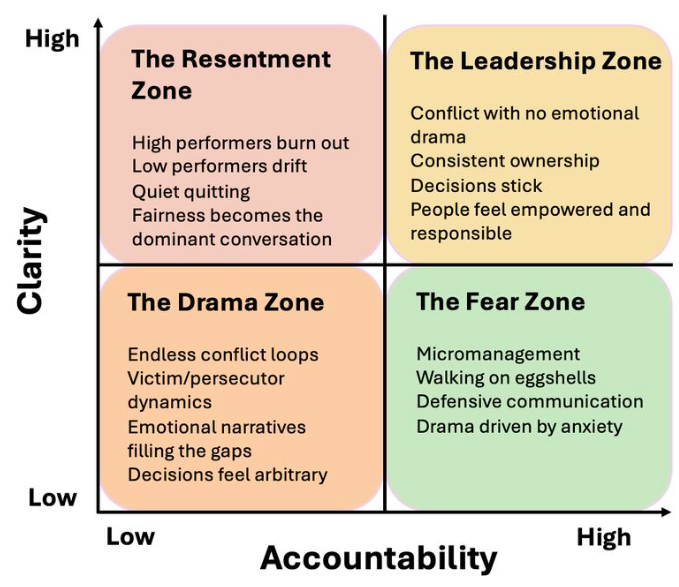 High
The Resentment
Zone
High performers burn out
Low performers drift
Quiet quitting
Fairness becomes the
dominant conversation
The Leadership Zone
Conflict with no emotional
drama
Consistent ownership
Decisions stick
People feel empowered and
responsible
Clarity
The Drama Zone
Endless conflict loops
Victim/persecutor
dynamics
Emotional narratives
filling the gaps
Decisions feel arbitrary
The Fear Zone
Micromanagement
Walking on eggshells
Defensive communication
Drama driven by anxiety
Low
Low
High
Accountability